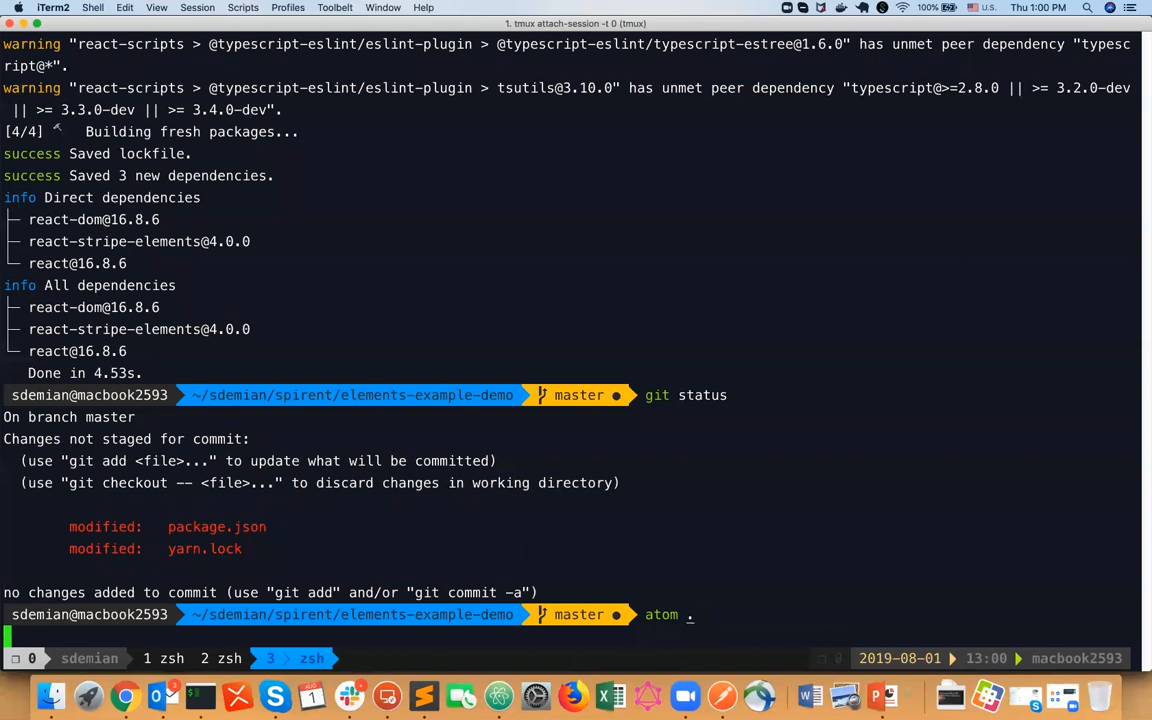 iTerm2 Shell Edit View Session Scripts Profiles Toolbelt Window Help 100% U.S. Thu 1:00 PM
1. tmux attach-session -t 0 (tmux)
warning "react-scripts > @typescript-eslint/eslint-plugin > @typescript-eslint/typescript-estree@1.6.0" has unmet peer dependency "typesc
ript@*".
warning "react-scripts > @typescript-eslint/eslint-plugin > tsutils@3.10.0" has unmet peer dependency "typescript@>=2.8.0 || >= 3.2.0-dev
|| >= 3.3.0-dev || >= 3.4.0-dev".
[4/4] Building fresh packages...
success Saved lockfile.
success Saved 3 new dependencies.
info Direct dependencies
├─ react-dom@16.8.6
├─ react-stripe-elements@4.0.0
└─ react@16.8.6
info All dependencies
├─ react-dom@16.8.6
├─ react-stripe-elements@4.0.0
└─ react@16.8.6
Done in 4.53s.
sdemian@macbook2593 ~/sdemian/spirent/elements-example-demo master ● git status
On branch master
Changes not staged for commit:
(use "git add <file>..." to update what will be committed)
(use "git checkout -- <file>..." to discard changes in working directory)
modified: package.json
modified: yarn.lock
no changes added to commit (use "git add" and/or "git commit -a")
sdemian@macbook2593 ~/sdemian/spirent/elements-example-demo master ● atom .
❐ 0 sdemian 1 zsh 2 zsh 3 zsh ❐ 0 2019-08-01 13:00 macbook2593